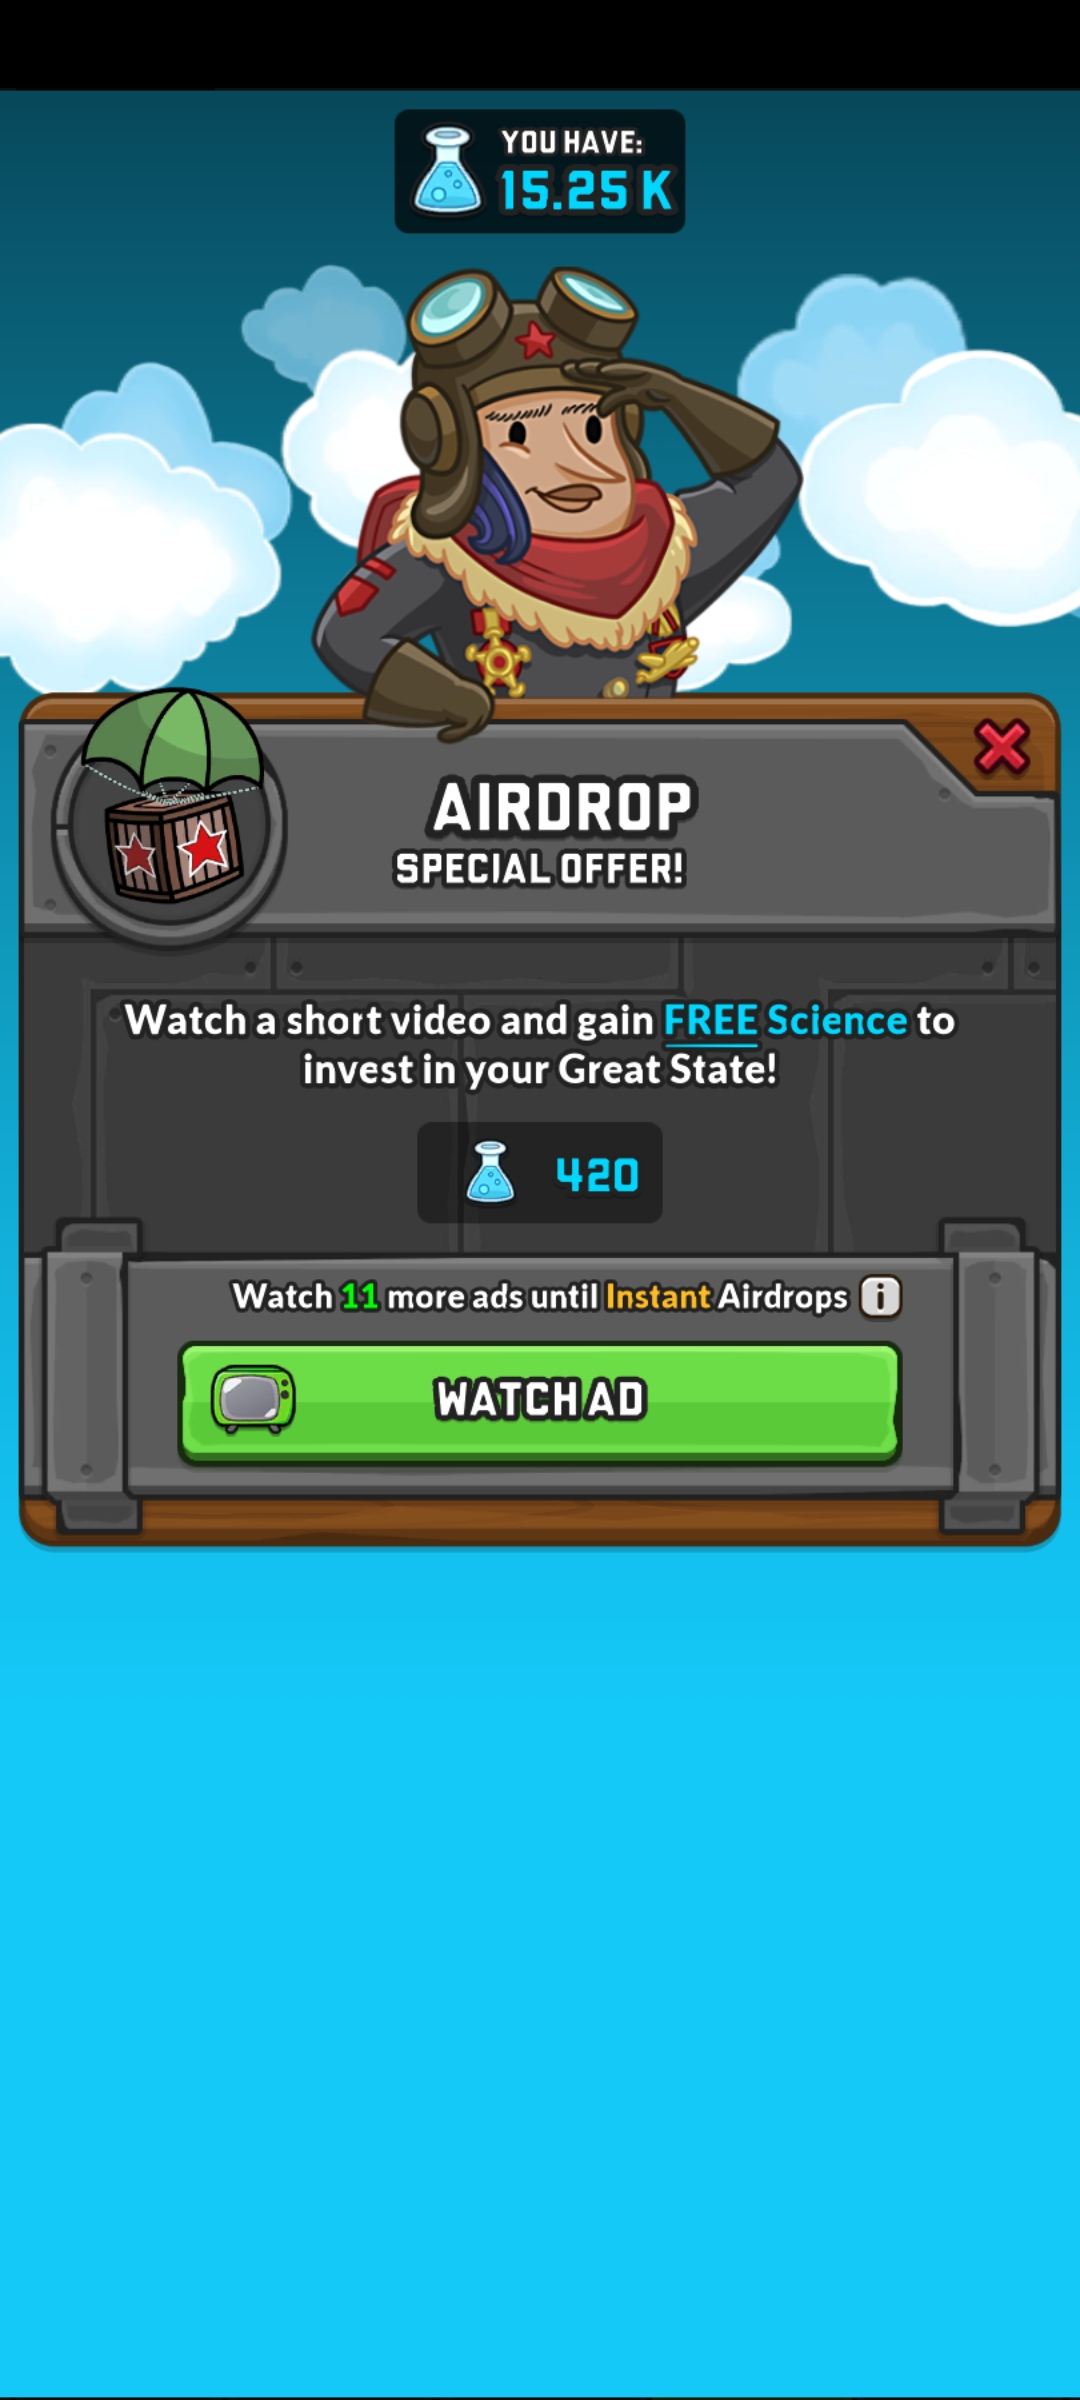 YOU HAVE:
15.25 K
AIRDROP
SPECIAL OFFER!
Watch a short video and gain FREE Science to
invest in your Great State!
420
Watch 11 more ads until Instant Airdrops i
WATCH AD